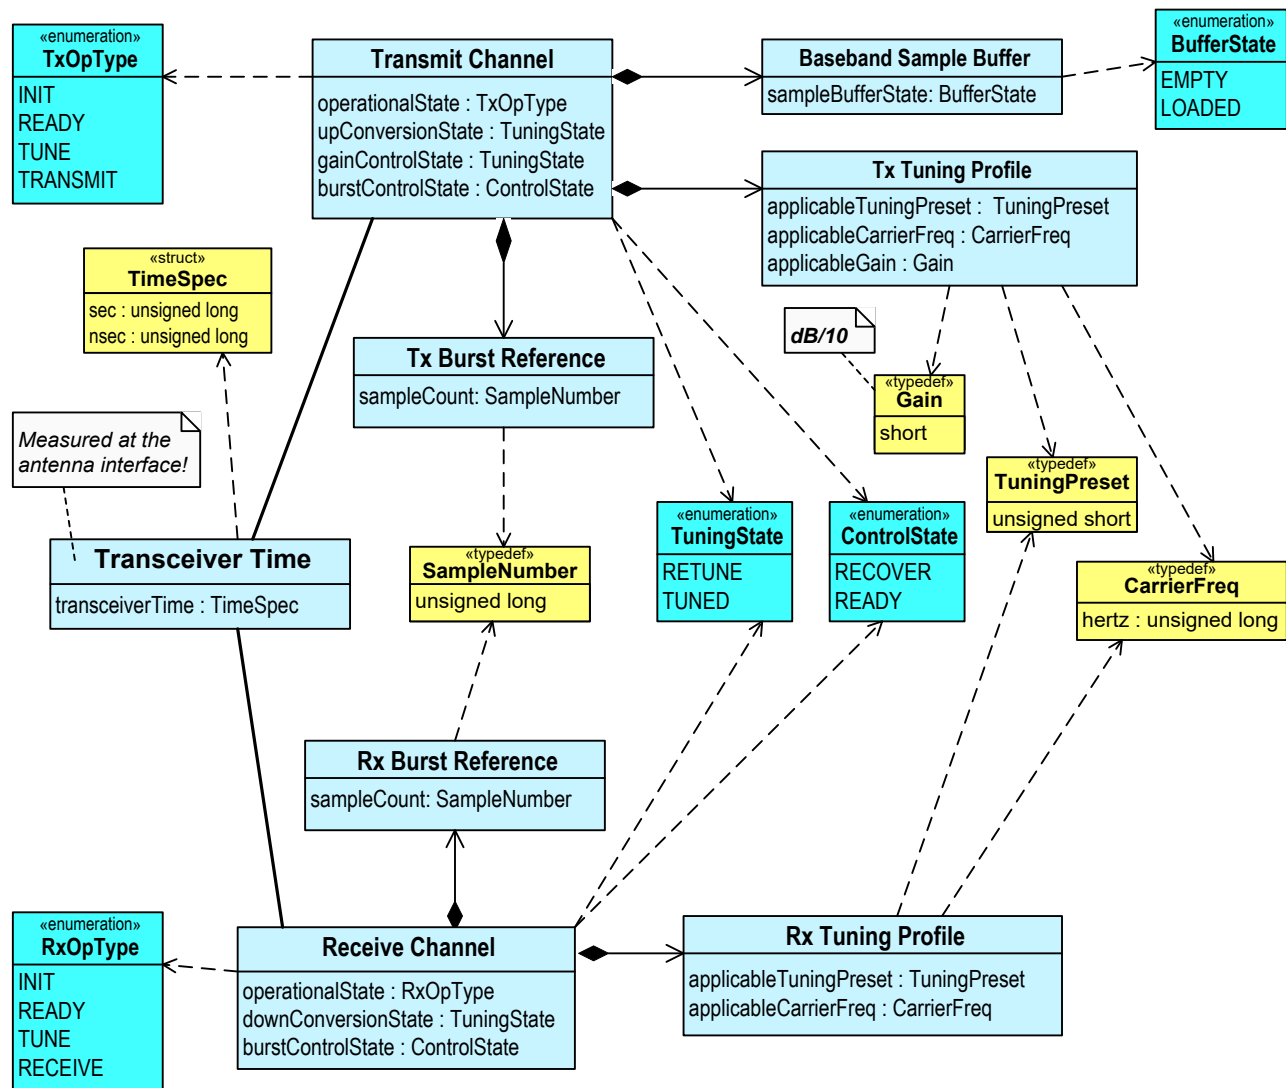 «enumeration»
TxOpType
INIT
READY
TUNE
TRANSMIT
Transmit Channel
operationalState : TxOpType
upConversionState : TuningState
gainControlState : TuningState
burstControlState : ControlState
Baseband Sample Buffer
sampleBufferState: BufferState
«enumeration»
BufferState
EMPTY
LOADED
Tx Tuning Profile
applicableTuningPreset : TuningPreset
applicableCarrierFreq : CarrierFreq
applicableGain : Gain
«struct»
TimeSpec
sec : unsigned long
nsec : unsigned long
dB/10
Tx Burst Reference
sampleCount: SampleNumber
«typedef»
Gain
short
Measured at the
antenna interface!
«typedef»
TuningPreset
unsigned short
«enumeration»
TuningState
RETUNE
TUNED
«enumeration»
ControlState
RECOVER
READY
Transceiver Time
transceiverTime : TimeSpec
«typedef»
SampleNumber
unsigned long
«typedef»
CarrierFreq
hertz : unsigned long
Rx Burst Reference
sampleCount: SampleNumber
«enumeration»
RxOpType
INIT
READY
TUNE
RECEIVE
Receive Channel
operationalState : RxOpType
downConversionState : TuningState
burstControlState : ControlState
Rx Tuning Profile
applicableTuningPreset : TuningPreset
applicableCarrierFreq : CarrierFreq